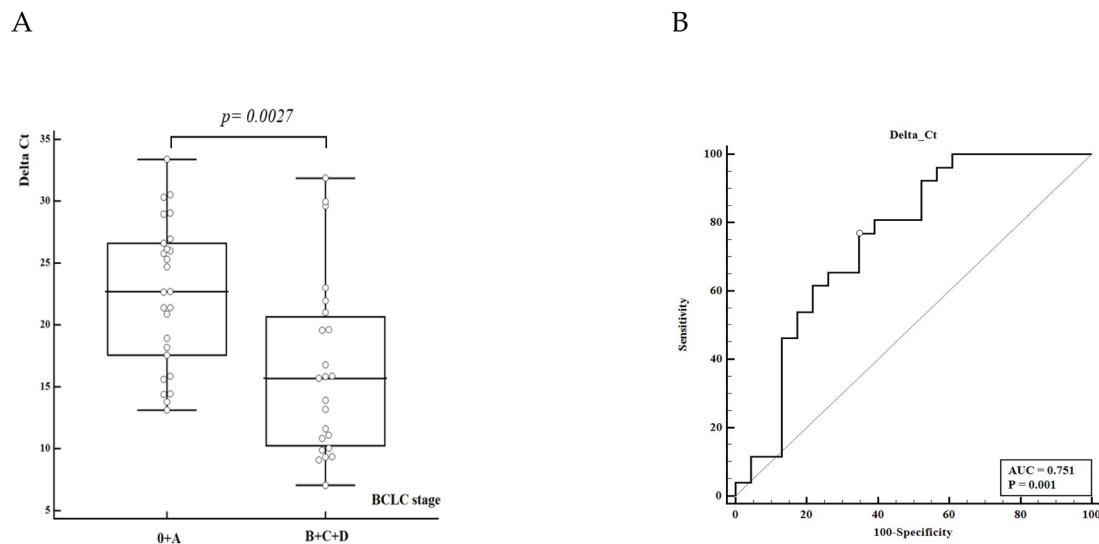 A
B
p= 0.0027
Delta Ct
35
30
25
20
15
10
5
BCLC stage
0+A
B+C+D
Delta_Ct
Sensitivity
100
80
60
40
20
0
AUC = 0.751
P = 0.001
0
20
40
60
80
100
100-Specificity